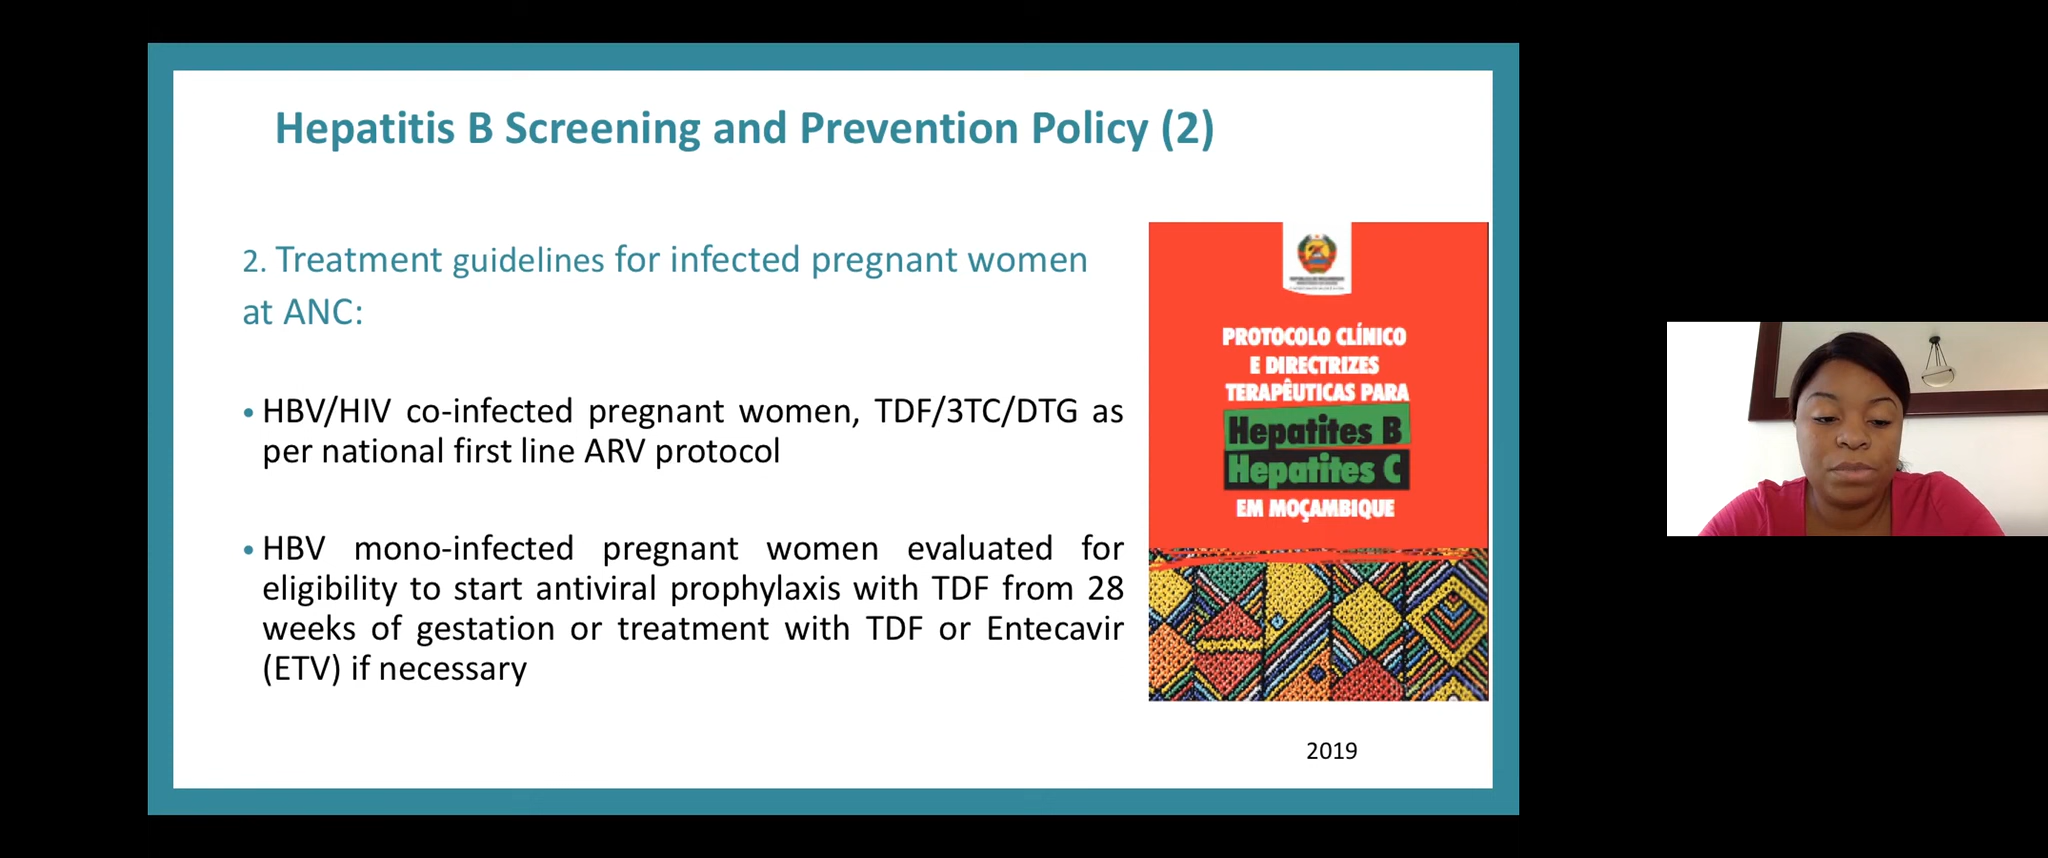 Hepatitis B Screening and Prevention Policy (2)
2. Treatment guidelines for infected pregnant women
at ANC:
• HBV/HIV co-infected pregnant women, TDF/3TC/DTG as
per national first line ARV protocol
• HBV mono-infected pregnant women evaluated for
eligibility to start antiviral prophylaxis with TDF from 28
weeks of gestation or treatment with TDF or Entecavir
(ETV) if necessary
PROTOCOLO CLÍNICO
E DIRECTRIZES
TERAPÊUTICAS PARA
Hepatites B
Hepatites C
EM MOÇAMBIQUE
2019